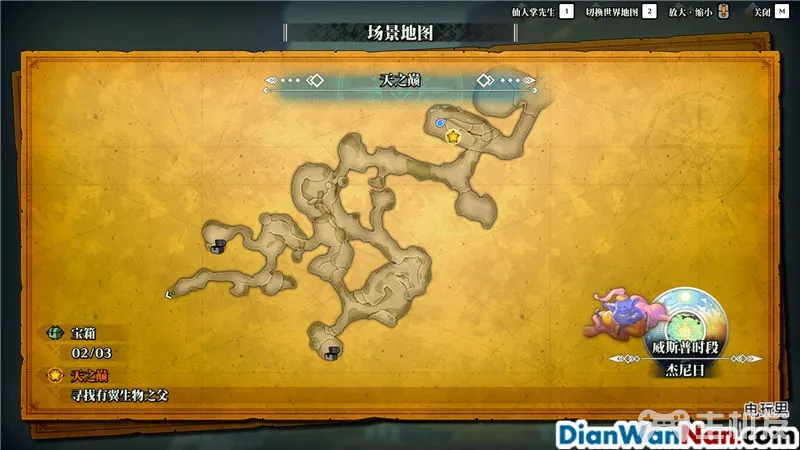 仙人掌先生 1 切换世界地图 2 放大·缩小 关闭 M
场景地图
天之巅
宝箱
02/03
天之巅
寻找有翼生物之父
威斯普时段
杰尼日
电玩男
DianWanNan.com